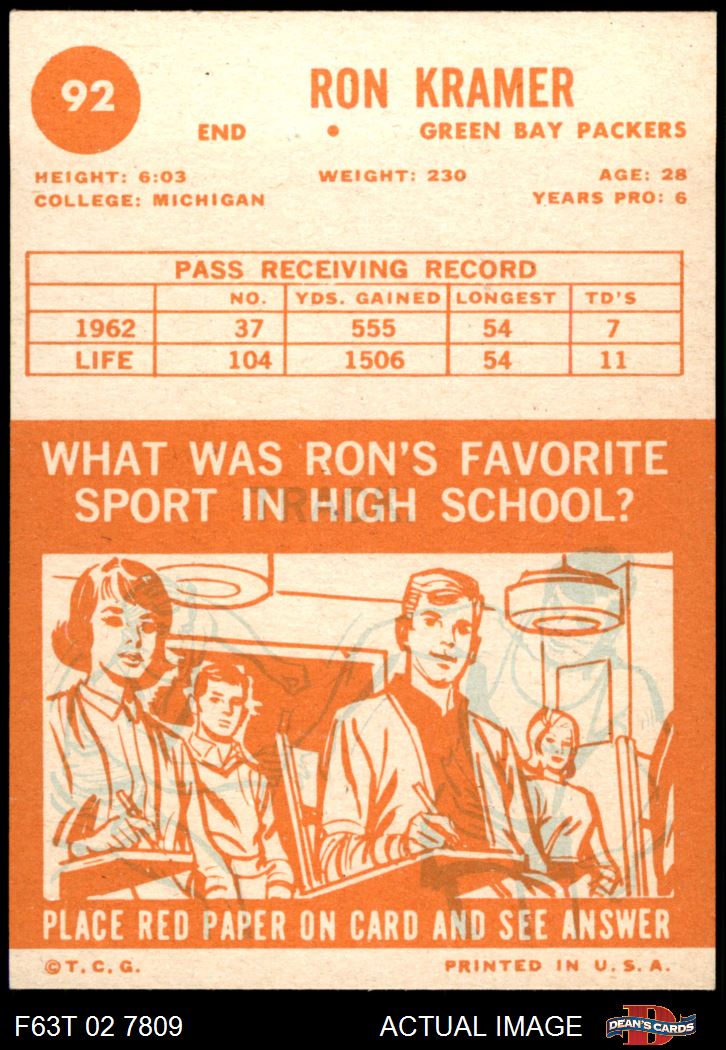 92
RON KRAMER
END • GREEN BAY PACKERS
HEIGHT: 6:03 WEIGHT: 230 AGE: 28
COLLEGE: MICHIGAN YEARS PRO: 6
PASS RECEIVING RECORD
NO. YDS. GAINED LONGEST TD'S
1962 37 555 54 7
LIFE 104 1506 54 11
WHAT WAS RON'S FAVORITE
SPORT IN HIGH SCHOOL?
TRACK.
PLACE RED PAPER ON CARD AND SEE ANSWER
©T.C.G. PRINTED IN U.S.A.
F63T 02 7809 ACTUAL IMAGE DEAN'S CARDS